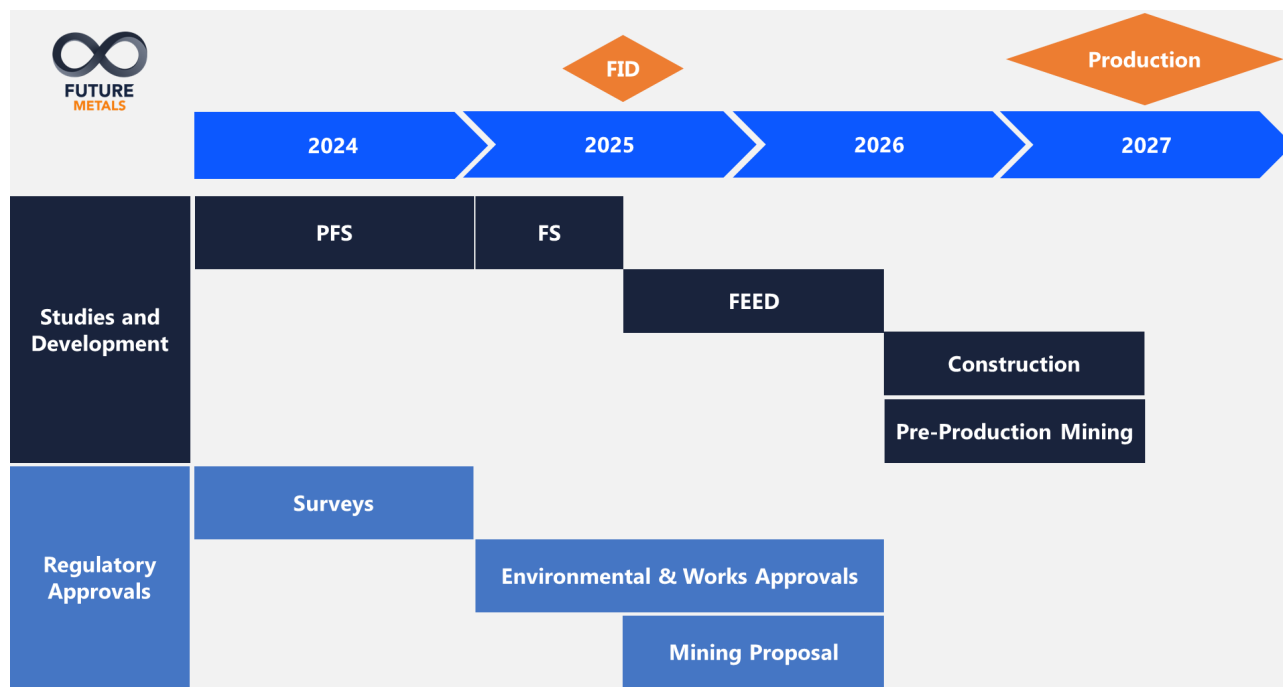 FUTURE
METALS
FID
Production
2024
2025
2026
2027
Studies and
Development
PFS
FS
FEED
Construction
Pre-Production Mining
Regulatory
Approvals
Surveys
Environmental & Works Approvals
Mining Proposal